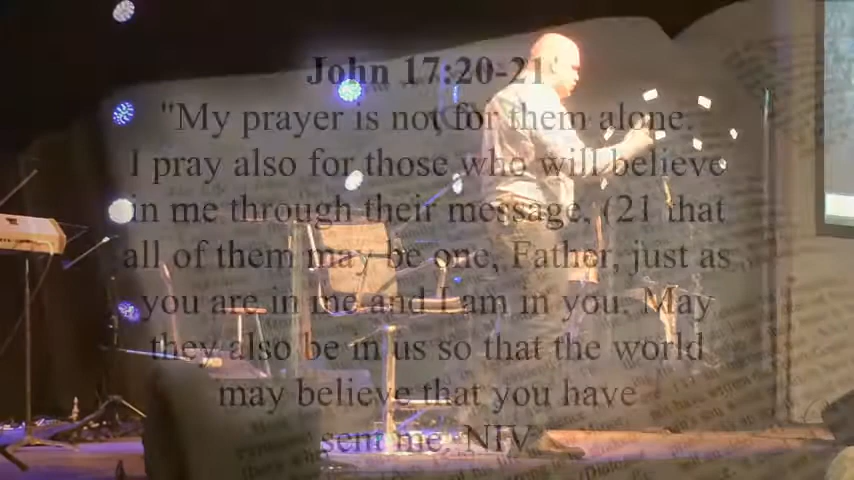 John 17:20-21
"My prayer is not for them alone.
I pray also for those who will believe
in me through their message, (21 that
all of them may be one, Father, just as
you are in me and I am in you. May
they also be in us so that the world
may believe that you have
sent me. NIV